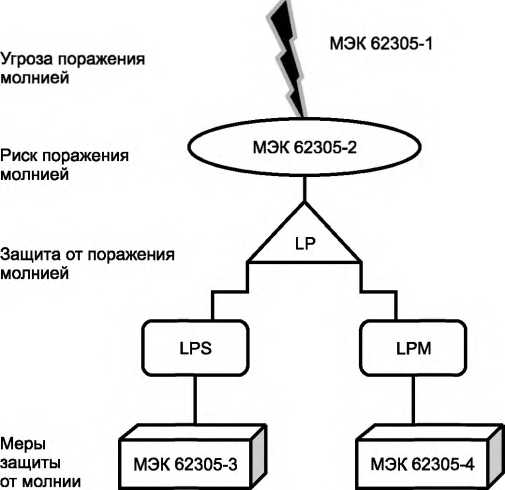 МЭК 62305-1
Угроза поражения
молнией
МЭК 62305-2
Риск поражения
молнией
LP
Защита от поражения
молнией
LPS
LPM
Меры
защиты
от молнии
МЭК 62305-3
МЭК 62305-4